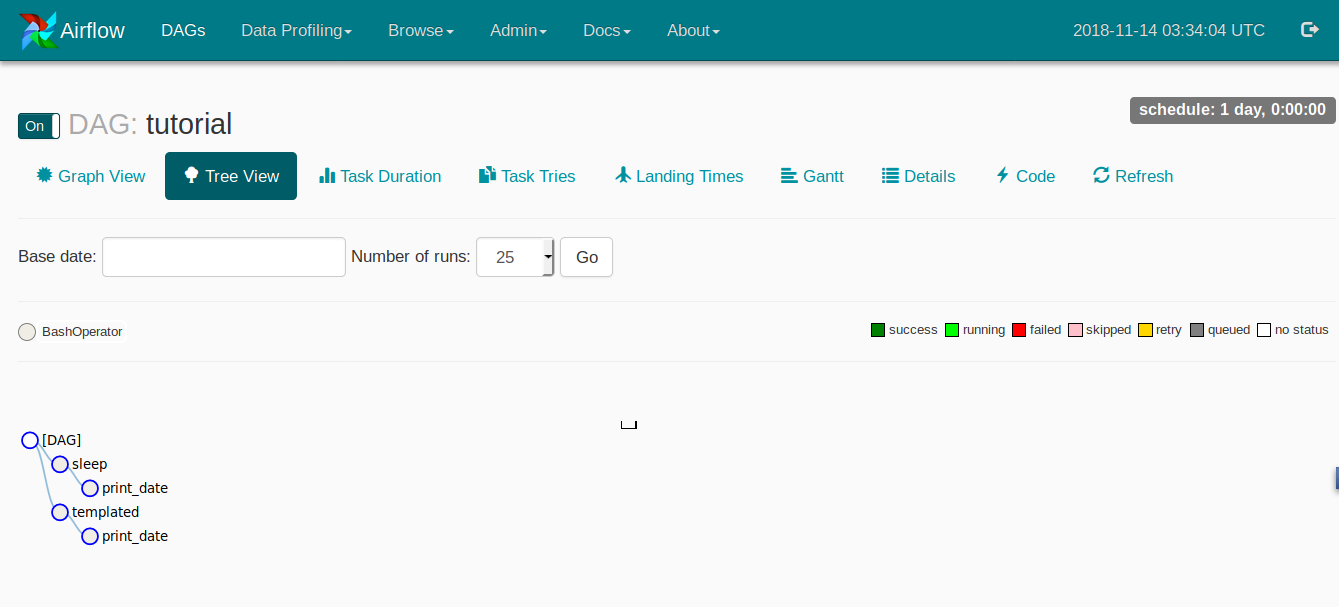 Airflow DAGs Data Profiling Browse Admin Docs About 2018-11-14 03:34:04 UTC
schedule: 1 day, 0:00:00
On DAG: tutorial
Graph View Tree View Task Duration Task Tries Landing Times Gantt Details Code Refresh
Base date: Number of runs: 25 Go
BashOperator success running failed skipped retry queued no status
[DAG]
sleep
print_date
templated
print_date